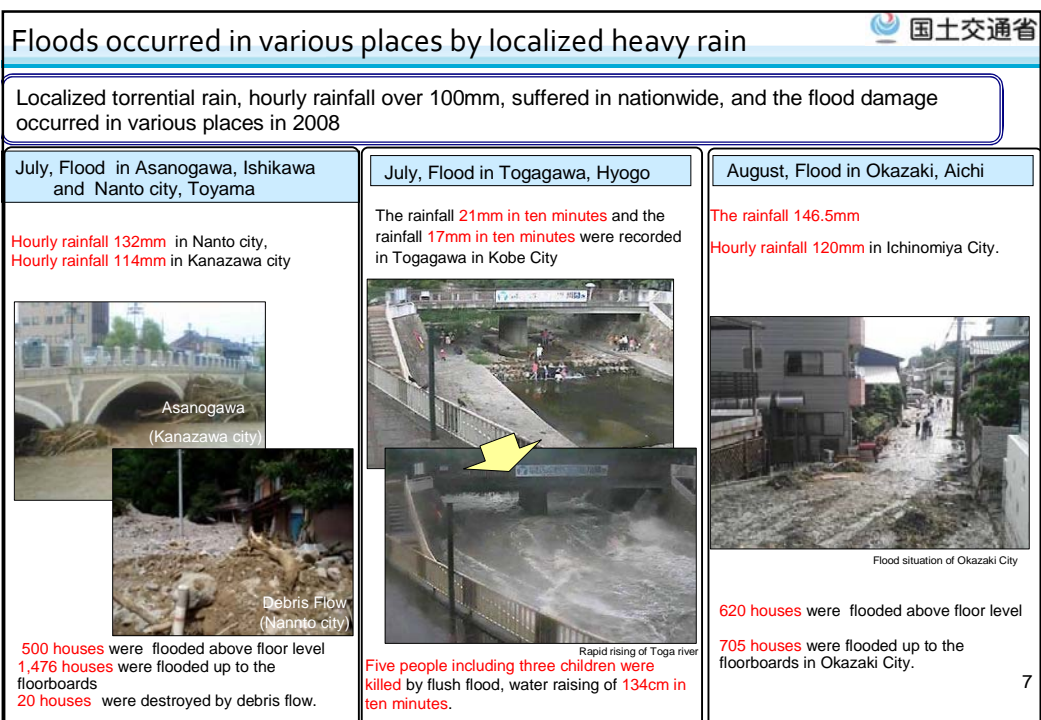 Floods occurred in various places by localized heavy rain
国土交通省
Localized torrential rain, hourly rainfall over 100mm, suffered in nationwide, and the flood damage
occurred in various places in 2008
July, Flood in Asanogawa, Ishikawa
and Nanto city, Toyama
Hourly rainfall 132mm in Nanto city,
Hourly rainfall 114mm in Kanazawa city
Asanogawa
(Kanazawa city)
Debris Flow
(Nannto city)
500 houses were flooded above floor level
1,476 houses were flooded up to the
floorboards
20 houses were destroyed by debris flow.
July, Flood in Togagawa, Hyogo
The rainfall 21mm in ten minutes and the
rainfall 17mm in ten minutes were recorded
in Togagawa in Kobe City
Rapid rising of Toga river
Five people including three children were
killed by flush flood, water raising of 134cm in
ten minutes.
August, Flood in Okazaki, Aichi
The rainfall 146.5mm
Hourly rainfall 120mm in Ichinomiya City.
Flood situation of Okazaki City
620 houses were flooded above floor level
705 houses were flooded up to the
floorboards in Okazaki City.
7